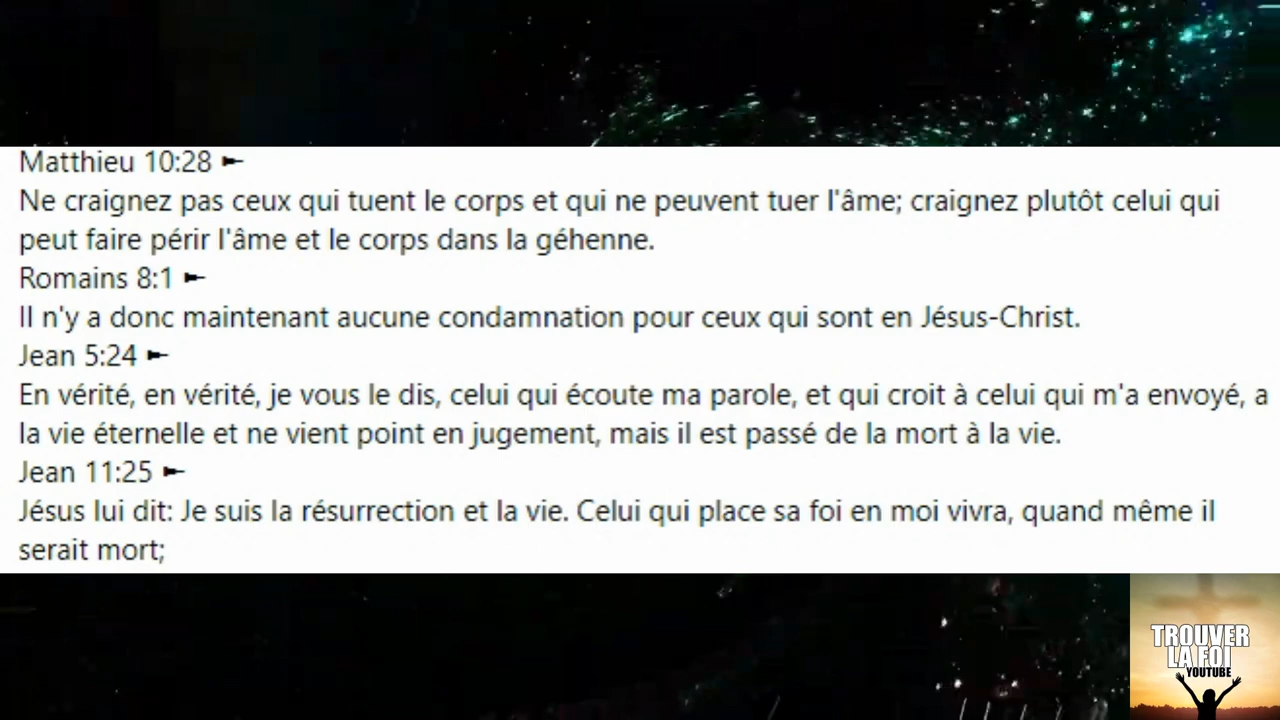 Matthieu 10:28 ➛
Ne craignez pas ceux qui tuent le corps et qui ne peuvent tuer l'âme; craignez plutôt celui qui
peut faire périr l'âme et le corps dans la géhenne.
Romains 8:1 ➛
Il n'y a donc maintenant aucune condamnation pour ceux qui sont en Jésus-Christ.
Jean 5:24 ➛
En vérité, en vérité, je vous le dis, celui qui écoute ma parole, et qui croit à celui qui m'a envoyé, a
la vie éternelle et ne vient point en jugement, mais il est passé de la mort à la vie.
Jean 11:25 ➛
Jésus lui dit: Je suis la résurrection et la vie. Celui qui place sa foi en moi vivra, quand même il
serait mort;
TROUVER
LA FOI
YOUTUBE